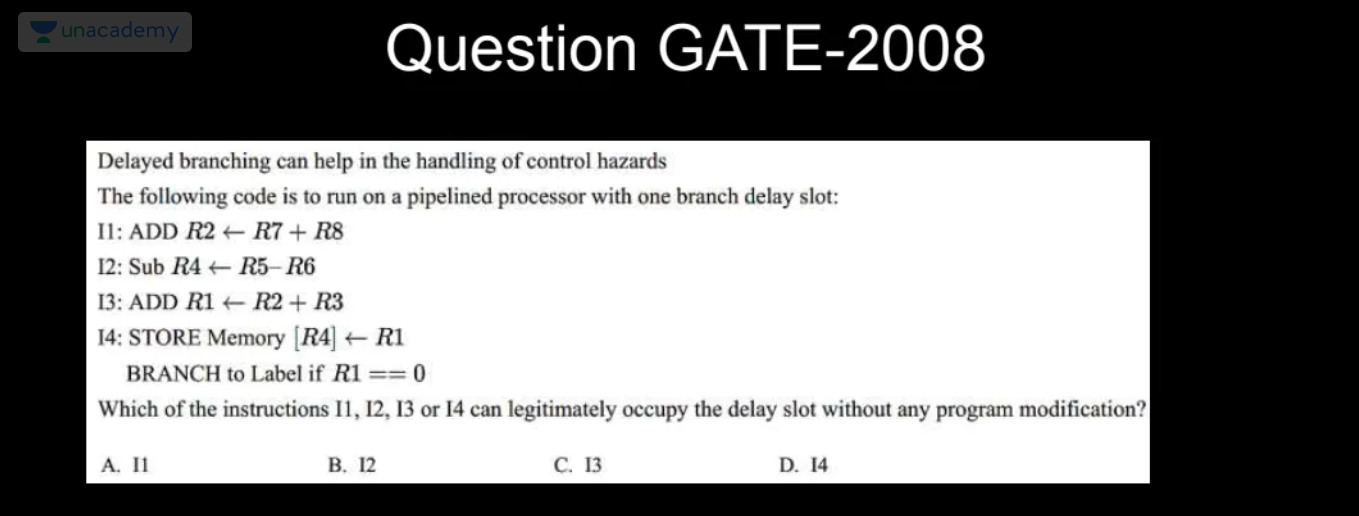 unacademy
Question GATE-2008
Delayed branching can help in the handling of control hazards
The following code is to run on a pipelined processor with one branch delay slot:
I1: ADD R2 ← R7 + R8
I2: Sub R4 ← R5– R6
I3: ADD R1 ← R2 + R3
I4: STORE Memory [R4] ← R1
BRANCH to Label if R1 == 0
Which of the instructions I1, I2, I3 or I4 can legitimately occupy the delay slot without any program modification?
A. I1 B. I2 C. I3 D. I4